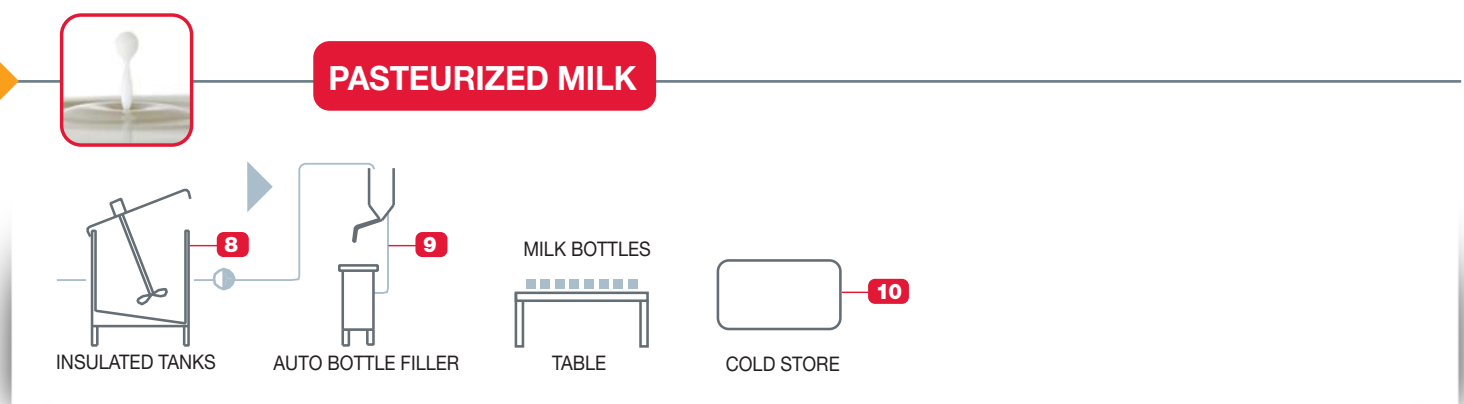 PASTEURIZED MILK
8
9
MILK BOTTLES
10
INSULATED TANKS
AUTO BOTTLE FILLER
TABLE
COLD STORE